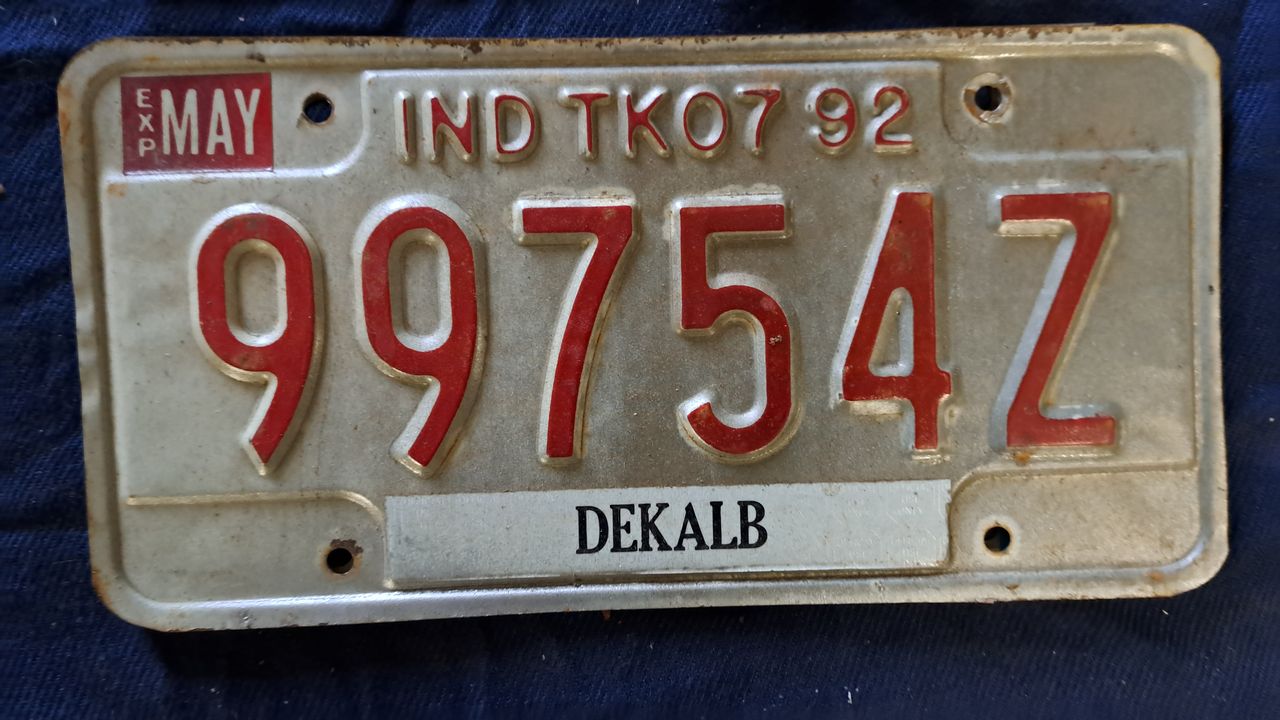 EXP MAY
IND TK07 92
99754Z
DEKALB